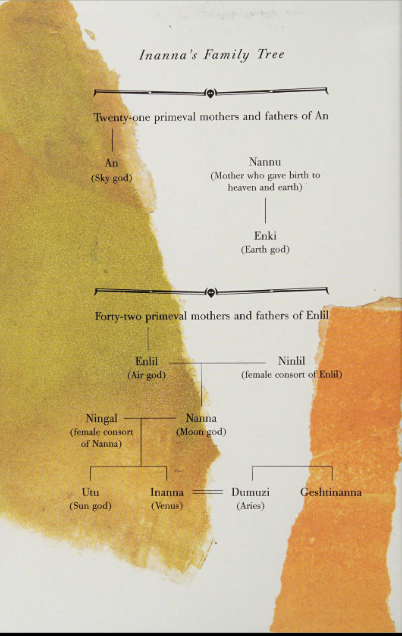 Inanna's Family Tree
Twenty-one primeval mothers and fathers of An
An
(Sky god)
Nannu
(Mother who gave birth to
heaven and earth)
Enki
(Earth god)
Forty-two primeval mothers and fathers of Enlil
Enlil
(Air god)
Ninlil
(female consort of Enlil)
Ningal
(female consort
of Nanna)
Nanna
(Moon god)
Utu
(Sun god)
Inanna
(Venus)
Dumuzi
(Aries)
Geshtinanna